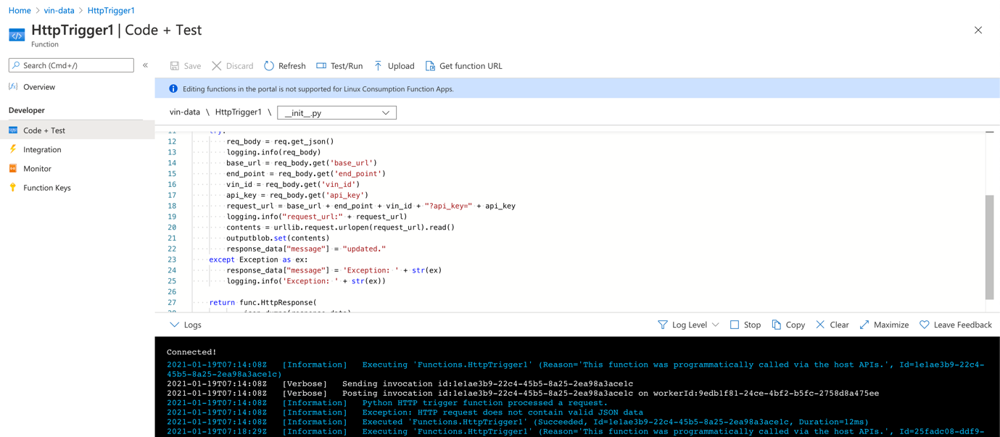 Home > vin-data > HttpTrigger1
HttpTrigger1 | Code + Test
Function
Search (Cmd+/)
«
Save
Discard
Refresh
Test/Run
Upload
Get function URL
Overview
Developer
Code + Test
Integration
Monitor
Function Keys
Editing functions in the portal is not supported for Linux Consumption Function Apps.
vin-data \ HttpTrigger1 \ __init__.py
11 try:
12 req_body = req.get_json()
13 logging.info(req_body)
14 base_url = req_body.get('base_url')
15 end_point = req_body.get('end_point')
16 vin_id = req_body.get('vin_id')
17 api_key = req_body.get('api_key')
18 request_url = base_url + end_point + vin_id + "?api_key=" + api_key
19 logging.info("request_url:" + request_url)
20 contents = urllib.request.urlopen(request_url).read()
21 outputblob.set(contents)
22 response_data["message"] = "updated."
23 except Exception as ex:
24 response_data["message"] = 'Exception: ' + str(ex)
25 logging.info('Exception: ' + str(ex))
26
27 return func.HttpResponse(
28 json.dumps(response_data)
Logs
Log Level
Stop
Copy
Clear
Maximize
Leave Feedback
Connected!
2021-01-19T07:14:08Z [Information] Executing 'Functions.HttpTrigger1' (Reason='This function was programmatically called via the host APIs.', Id=1e1ae3b9-22c4-
45b5-8a25-2ea98a3ace1c)
2021-01-19T07:14:08Z [Verbose] Sending invocation id:1e1ae3b9-22c4-45b5-8a25-2ea98a3ace1c
2021-01-19T07:14:08Z [Verbose] Posting invocation id:1e1ae3b9-22c4-45b5-8a25-2ea98a3ace1c on workerId:9edb1f81-24ce-4bf2-b5fc-2758d8a475ee
2021-01-19T07:14:08Z [Information] Python HTTP trigger function processed a request.
2021-01-19T07:14:08Z [Information] Exception: HTTP request does not contain valid JSON data
2021-01-19T07:14:08Z [Information] Executed 'Functions.HttpTrigger1' (Succeeded, Id=1e1ae3b9-22c4-45b5-8a25-2ea98a3ace1c, Duration=12ms)
2021-01-19T07:18:29Z [Information] Executing 'Functions.HttpTrigger1' (Reason='This function was programmatically called via the host APIs.', Id=25fadc08-ddf9-